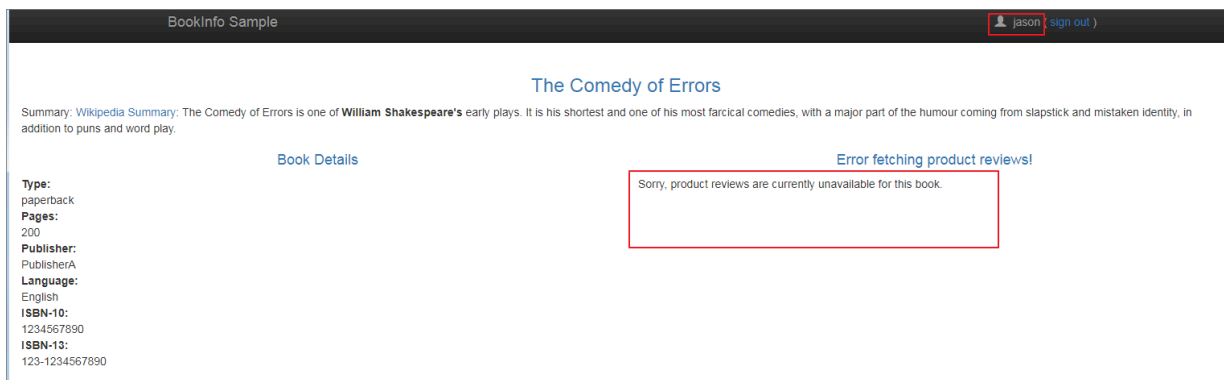 BookInfo Sample
jason ( sign out )
The Comedy of Errors
Summary: Wikipedia Summary: The Comedy of Errors is one of William Shakespeare's early plays. It is his shortest and one of his most farcical comedies, with a major part of the humour coming from slapstick and mistaken identity, in
addition to puns and word play.
Book Details
Type:
paperback
Pages:
200
Publisher:
PublisherA
Language:
English
ISBN-10:
1234567890
ISBN-13:
123-1234567890
Error fetching product reviews!
Sorry, product reviews are currently unavailable for this book.